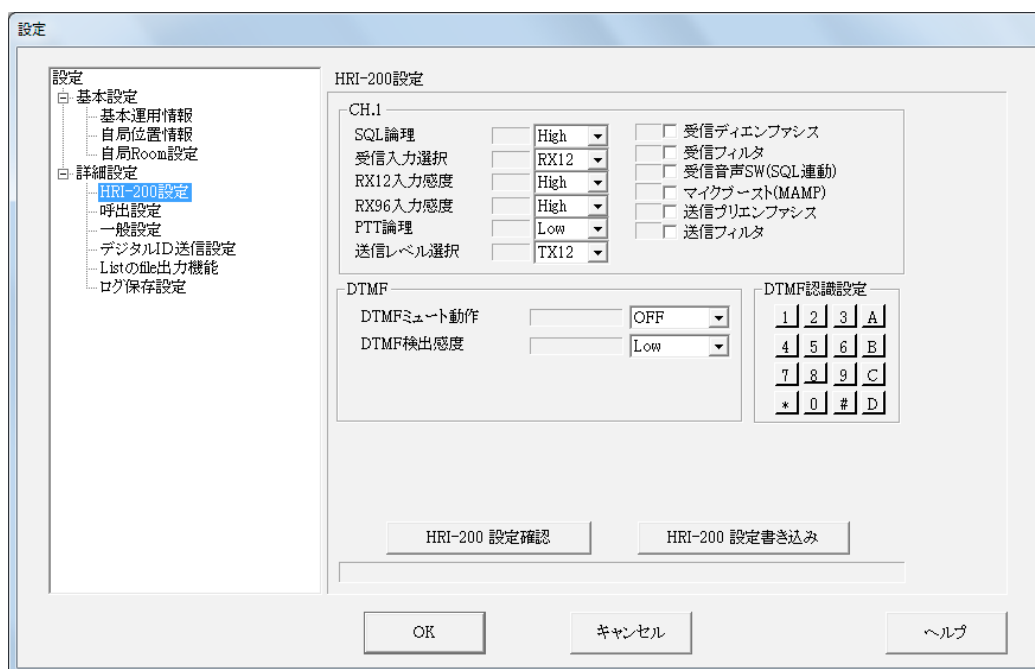 設定
設定
基本設定
基本運用情報
自局位置情報
自局Room設定
詳細設定
HRI-200設定
呼出設定
一般設定
デジタルID送信設定
Listのfile出力機能
ログ保存設定
HRI-200設定
CH.1
SQL論理 High
受信入力選択 RX12
RX12入力感度 High
RX96入力感度 High
PTT論理 Low
送信レベル選択 TX12
受信ディエンファシス
受信フィルタ
受信音声SW(SQL連動)
マイクブースト(MAMP)
送信プリエンファシス
送信フィルタ
DTMF
DTMFミュート動作 OFF
DTMF検出感度 Low
DTMF認識設定
1 2 3 A
4 5 6 B
7 8 9 C
* 0 # D
HRI-200 設定確認 HRI-200 設定書き込み
OK キャンセル ヘルプ